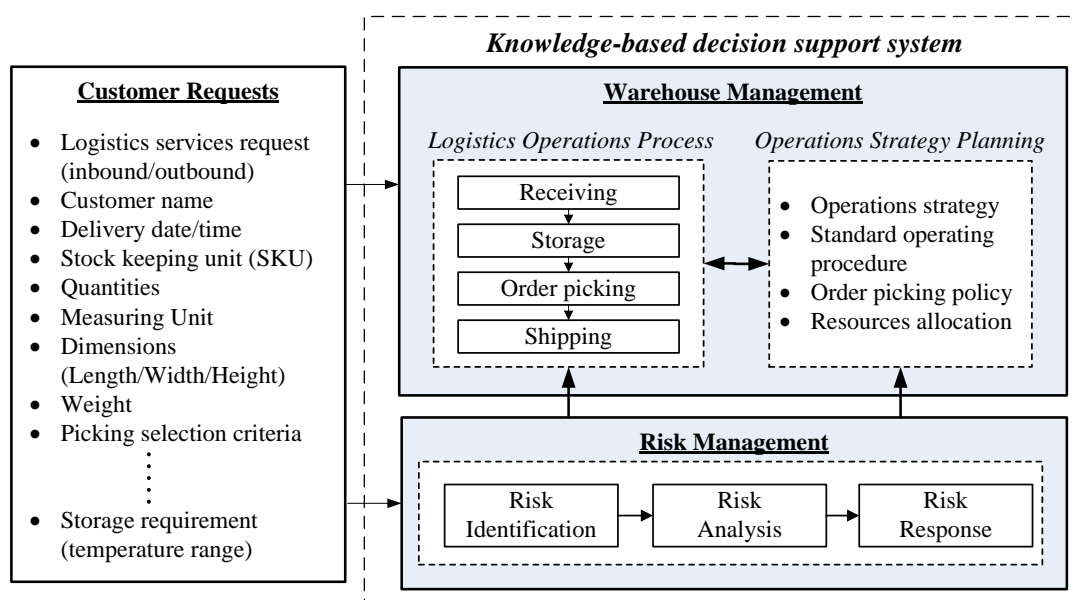 Knowledge-based decision support system
Customer Requests
• Logistics services request
(inbound/outbound)
• Customer name
• Delivery date/time
• Stock keeping unit (SKU)
• Quantities
• Measuring Unit
• Dimensions
(Length/Width/Height)
• Weight
• Picking selection criteria
• Storage requirement
(temperature range)
Warehouse Management
Logistics Operations Process
Receiving
Storage
Order picking
Shipping
Operations Strategy Planning
• Operations strategy
• Standard operating
procedure
• Order picking policy
• Resources allocation
Risk Management
Risk
Identification
Risk
Analysis
Risk
Response